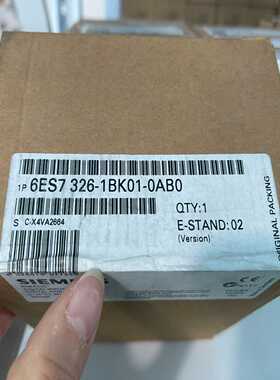 1P 6ES7 326-1BK01-0AB0
QTY:1
S C-X4VA2664
E-STAND:02
(Version)
ORIGINAL PACKING
SIEMENS